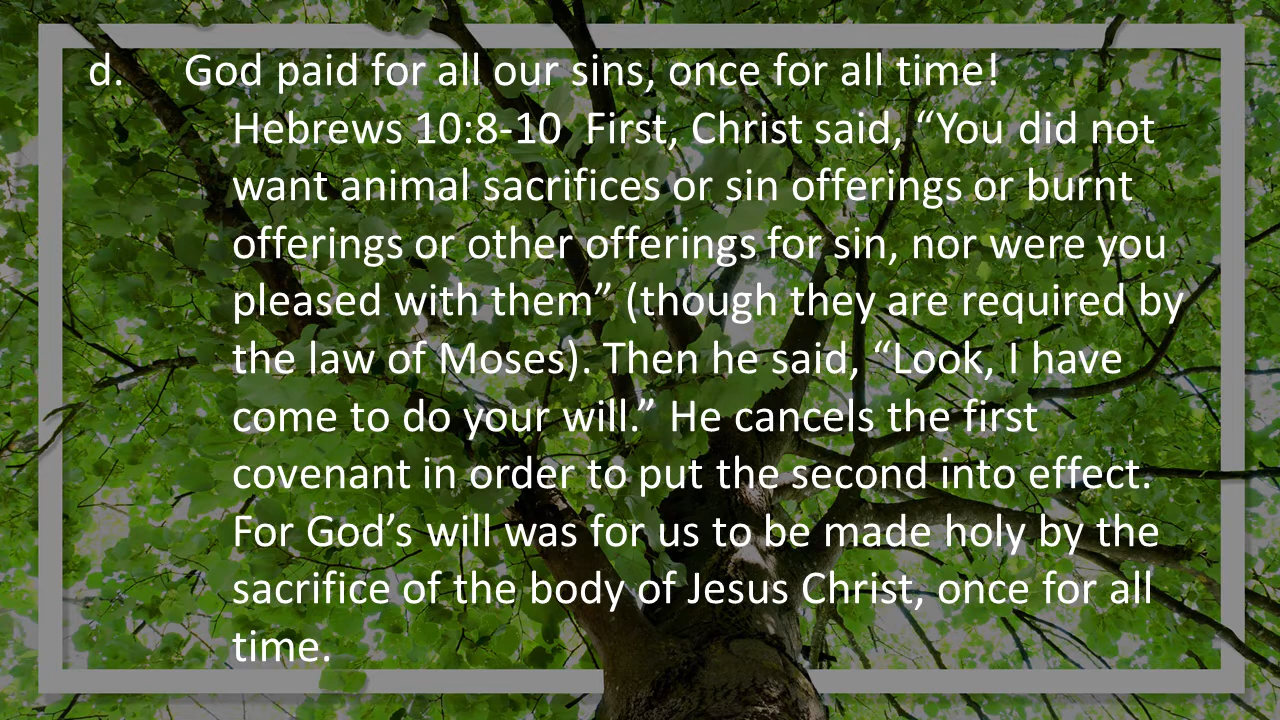 d. God paid for all our sins, once for all time!
Hebrews 10:8-10 First, Christ said, “You did not
want animal sacrifices or sin offerings or burnt
offerings or other offerings for sin, nor were you
pleased with them” (though they are required by
the law of Moses). Then he said, “Look, I have
come to do your will.” He cancels the first
covenant in order to put the second into effect.
For God’s will was for us to be made holy by the
sacrifice of the body of Jesus Christ, once for all
time.